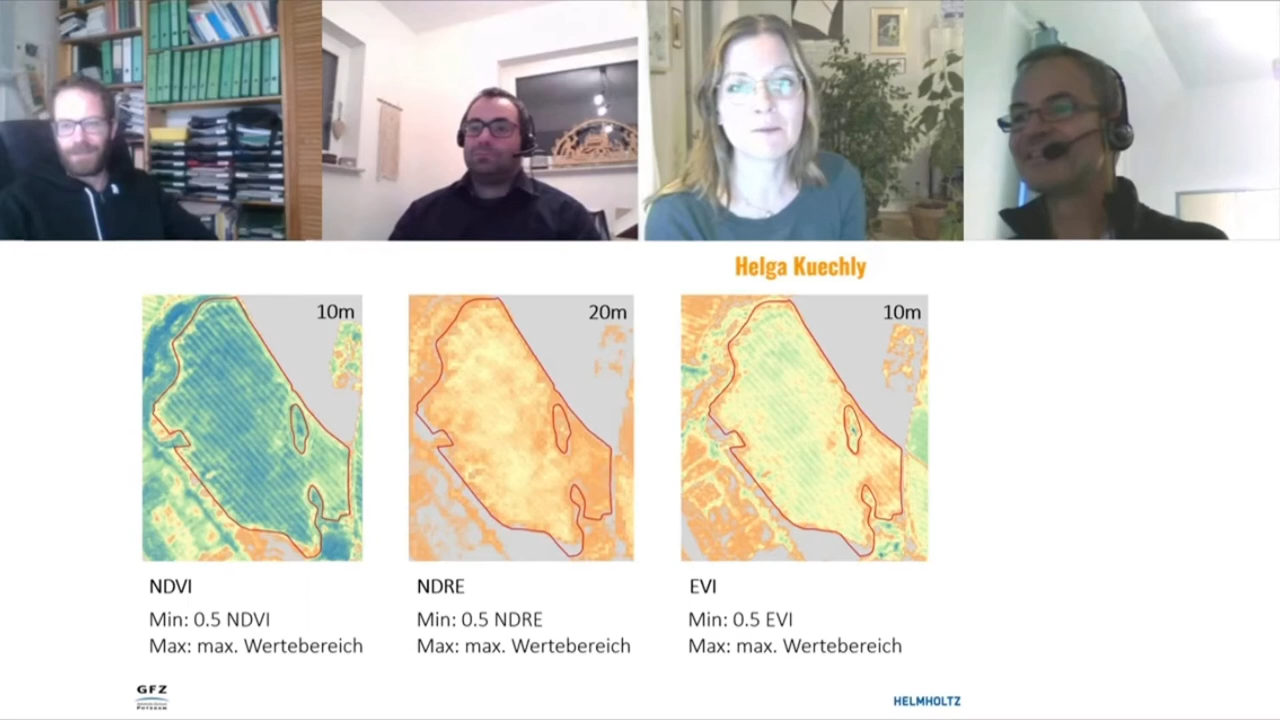 Helga Kuechly
10m
20m
10m
NDVI
Min: 0.5 NDVI
Max: max. Wertebereich
NDRE
Min: 0.5 NDRE
Max: max. Wertebereich
EVI
Min: 0.5 EVI
Max: max. Wertebereich
GFZ
POTSDAM
HELMHOLTZ